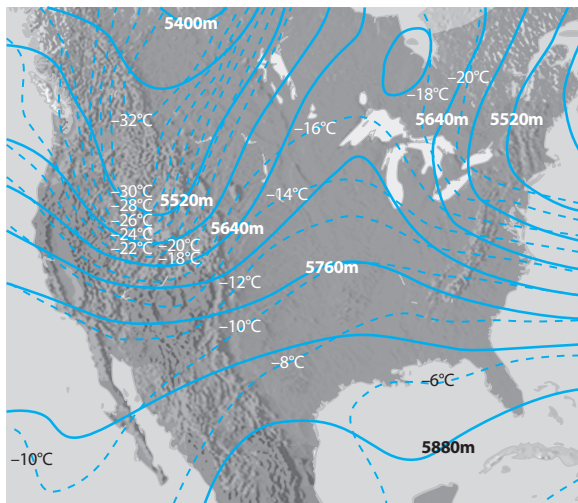 5400m
–20°C
–18°C
–32°C
5640m
5520m
–16°C
–30°C
–28°C
5520m
–14°C
–26°C
–24°C
5640m
–22°C
–20°C
–18°C
–12°C
5760m
–10°C
–8°C
–6°C
5880m
–10°C